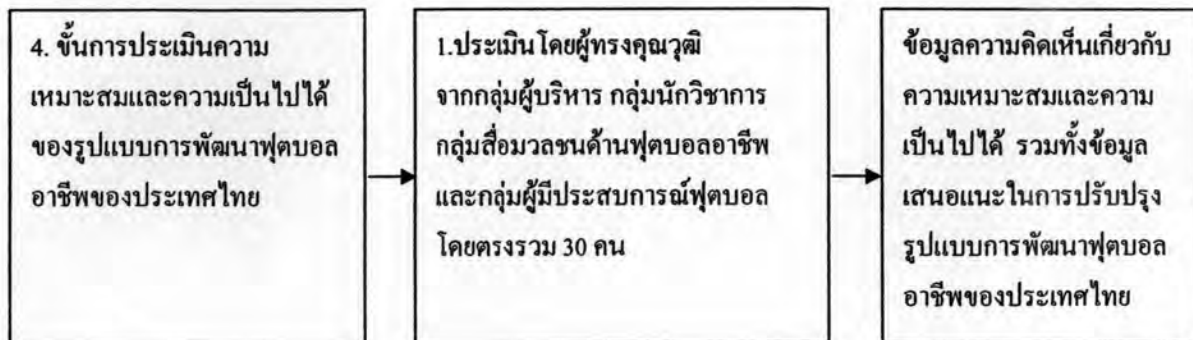 4. ขั้นการประเมินความ
เหมาะสมและความเป็นไปได้
ของรูปแบบการพัฒนาฟุตบอล
อาชีพของประเทศไทย
1.ประเมินโดยผู้ทรงคุณวุฒิ
จากกลุ่มผู้บริหาร กลุ่มนักวิชาการ
กลุ่มสื่อมวลชนด้านฟุตบอลอาชีพ
และกลุ่มผู้มีประสบการณ์ฟุตบอล
โดยตรงรวม 30 คน
ข้อมูลความคิดเห็นเกี่ยวกับ
ความเหมาะสมและความ
เป็นไปได้ รวมทั้งข้อมูล
เสนอแนะในการปรับปรุง
รูปแบบการพัฒนาฟุตบอล
อาชีพของประเทศไทย